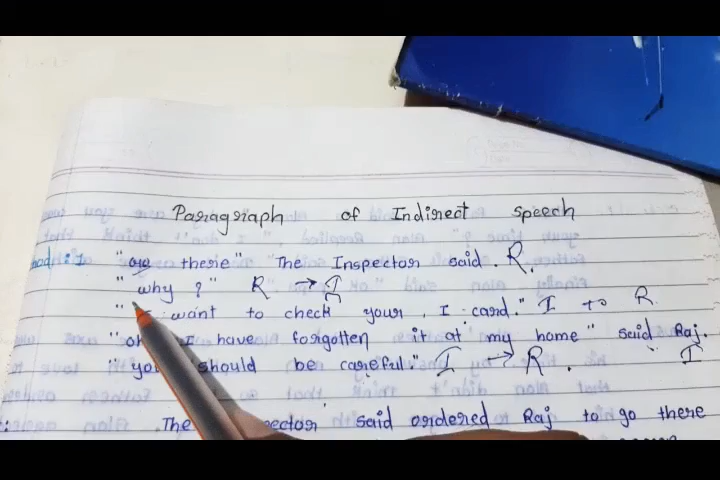 Paragraph of Indirect speech
"go there" The Inspector said. R.
"why ?" R → I
want to check your, I card." I to R
I have forgotten it at my home" said Raj.
"you should be careful." I → R. I
.The said ordered Raj to go there